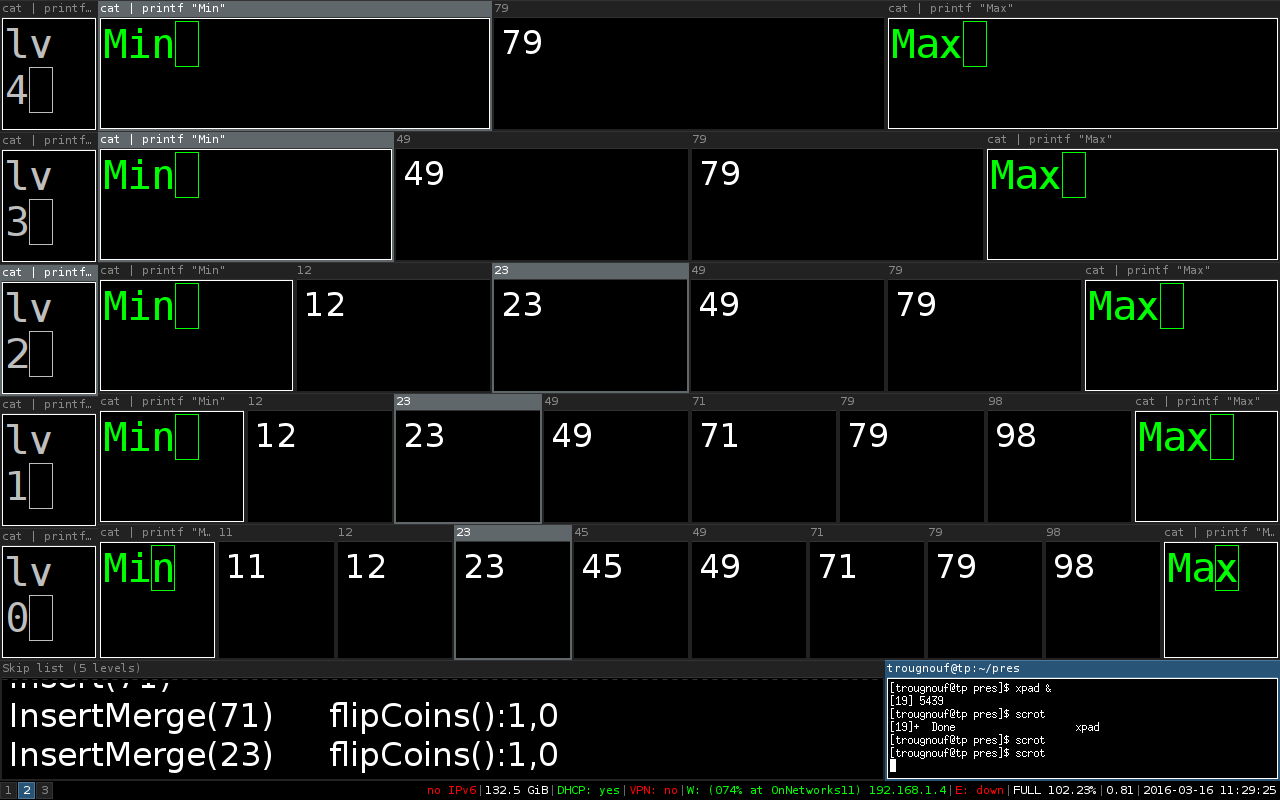 cat | printf… cat | printf "Min" 79 cat | printf "Max"
lv 4 Min 79 Max
cat | printf… cat | printf "Min" 49 79 cat | printf "Max"
lv 3 Min 49 79 Max
cat | printf… cat | printf "Min" 12 23 49 79 cat | printf "Max"
lv 2 Min 12 23 49 79 Max
cat | printf… cat | printf "Min" 12 23 49 71 79 98 cat | printf "Max"
lv 1 Min 12 23 49 71 79 98 Max
cat | printf… cat | printf "M… 11 12 23 45 49 71 79 98 cat | printf "M…
lv 0 Min 11 12 23 45 49 71 79 98 Max
Skip list (5 levels)
Insert(71)
InsertMerge(71) flipCoins():1,0
InsertMerge(23) flipCoins():1,0
trougnouf@tp:~/pres
[trougnouf@tp pres]$ xpad &
[19] 5439
[trougnouf@tp pres]$ scrot
[19]+ Done xpad
[trougnouf@tp pres]$ scrot
[trougnouf@tp pres]$ scrot
1 2 3 no IPv6|132.5 GiB|DHCP: yes|VPN: no|W: (074% at OnNetworks11) 192.168.1.4|E: down|FULL 102.23%|0.81|2016-03-16 11:29:25